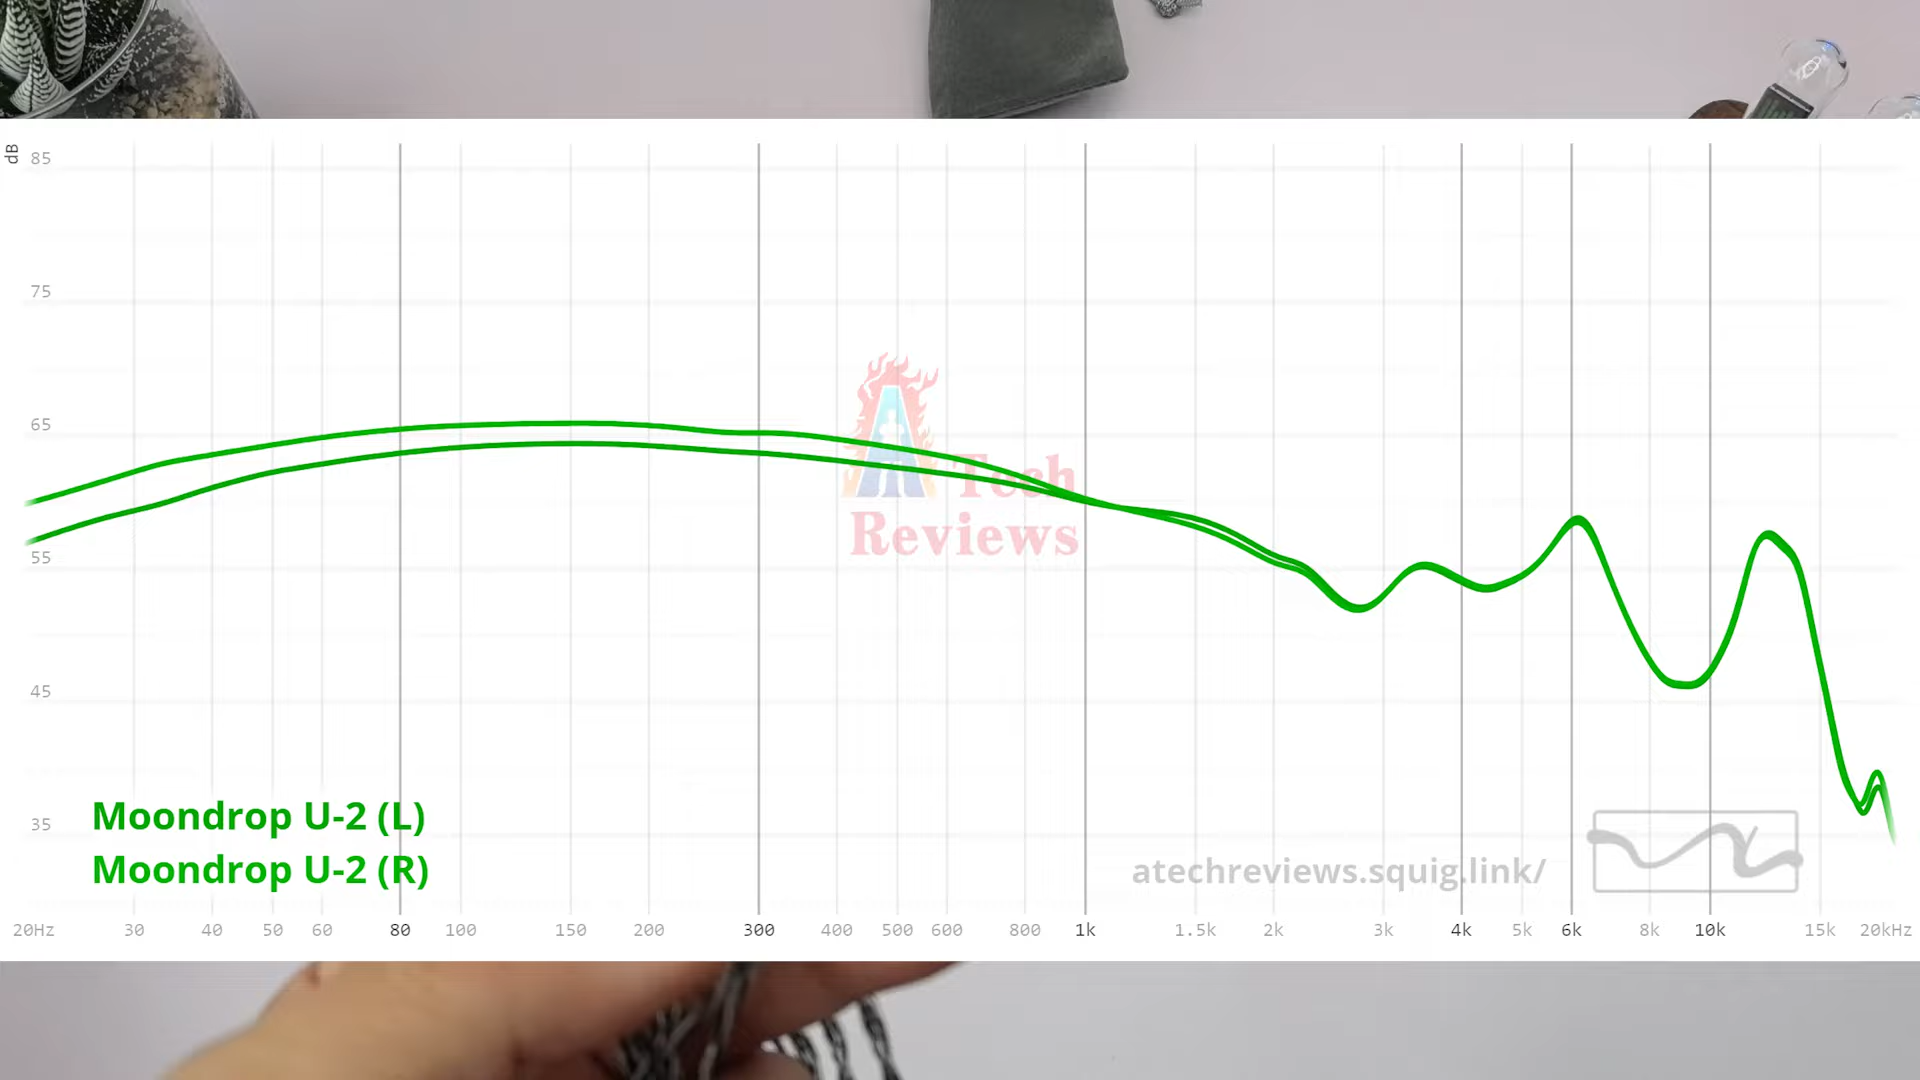 dB
85
75
65
55
45
35
A Tech
Reviews
Moondrop U-2 (L)
Moondrop U-2 (R)
atechreviews.squig.link/
20Hz 30 40 50 60 80 100 150 200 300 400 500 600 800 1k 1.5k 2k 3k 4k 5k 6k 8k 10k 15k 20kHz